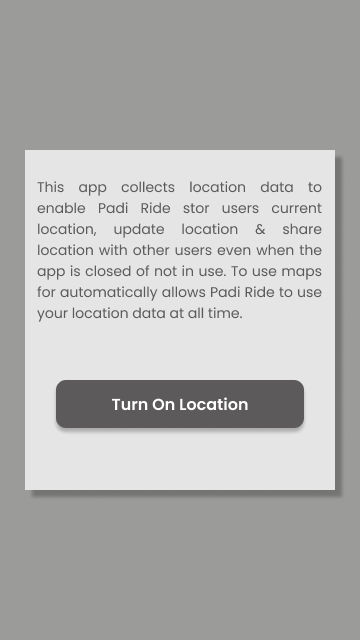 This app collects location data to
enable Padi Ride stor users current
location, update location & share
location with other users even when the
app is closed of not in use. To use maps
for automatically allows Padi Ride to use
your location data at all time.
Turn On Location